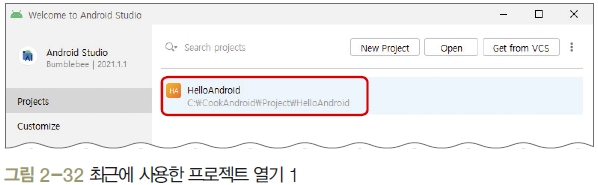 Welcome to Android Studio
Android Studio
Bumblebee | 2021.1.1
Search projects
New Project
Open
Get from VCS
Projects
Customize
HA
HelloAndroid
C:₩CookAndroid₩Project₩HelloAndroid
그림 2-32 최근에 사용한 프로젝트 열기 1